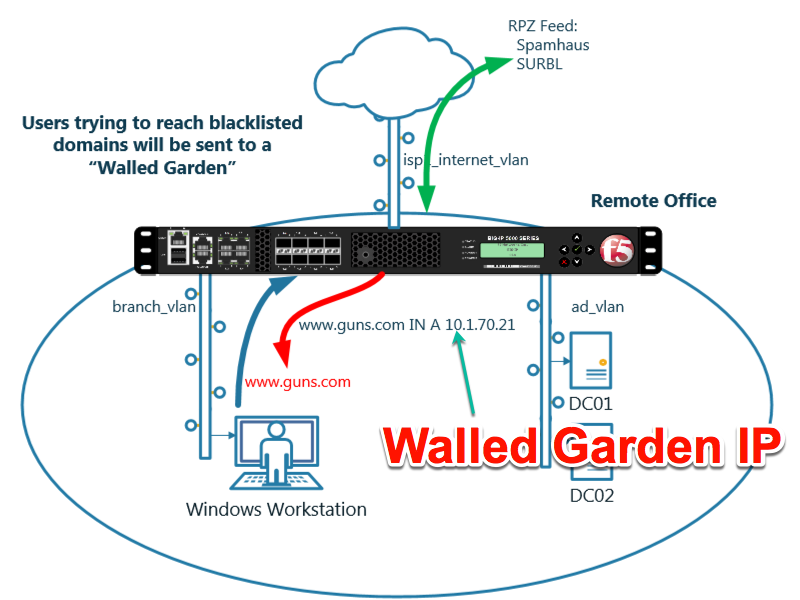 RPZ Feed:
Spamhaus
SURBL
Users trying to reach blacklisted
domains will be sent to a
“Walled Garden”
Remote Office
BIG-IP 5000 SERIES
f5
branch_vlan
ad_vlan
www.guns.com IN A 10.1.70.21
www.guns.com
DC01
Walled Garden IP
DC02
Windows Workstation